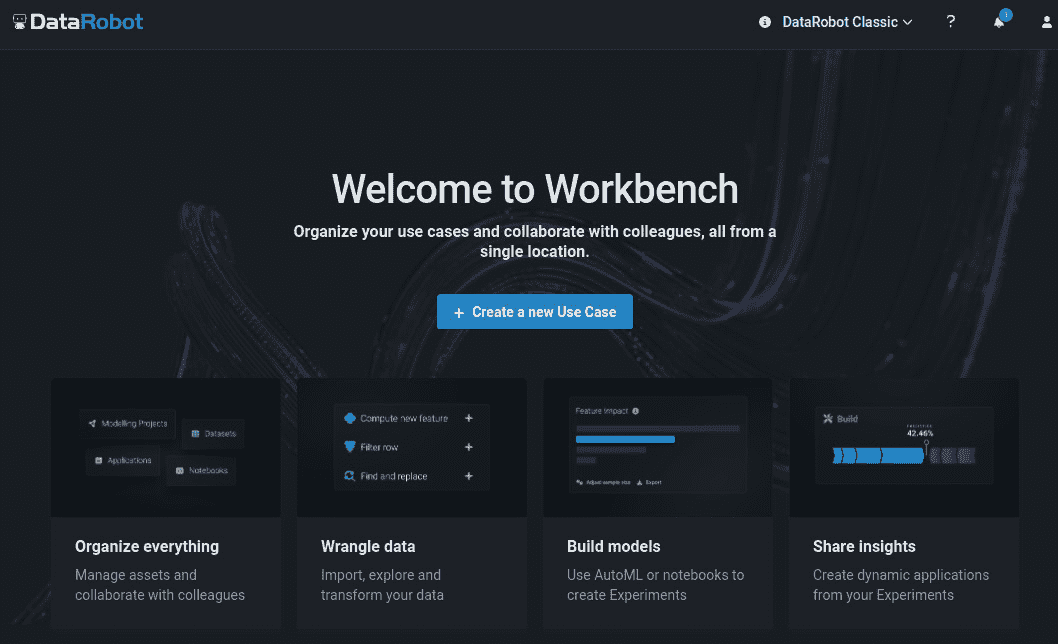 DataRobot
DataRobot Classic
?
Welcome to Workbench
Organize your use cases and collaborate with colleagues, all from a
single location.
+ Create a new Use Case
Modelling Projects
Datasets
Applications
Notebooks
Compute new feature +
Filter row +
Find and replace +
Feature Impact
Adjust sample size
Export
Build
42.46%
Organize everything
Manage assets and
collaborate with colleagues
Wrangle data
Import, explore and
transform your data
Build models
Use AutoML or notebooks to
create Experiments
Share insights
Create dynamic applications
from your Experiments